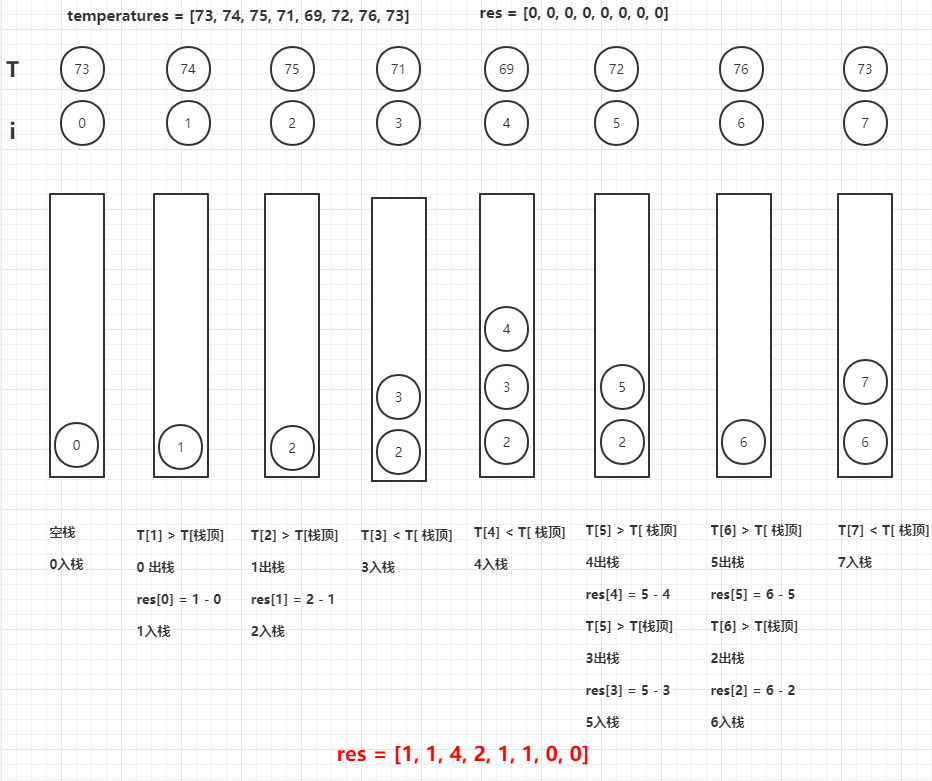 temperatures = [73, 74, 75, 71, 69, 72, 76, 73]
res = [0, 0, 0, 0, 0, 0, 0, 0]
T 73 74 75 71 69 72 76 73
i 0 1 2 3 4 5 6 7
0
1
2
3
2
4
3
2
5
2
6
7
6
空栈
0入栈
T[1] > T[栈顶]
0 出栈
res[0] = 1 - 0
1入栈
T[2] > T[栈顶]
1出栈
res[1] = 2 - 1
2入栈
T[3] < T[ 栈顶]
3入栈
T[4] < T[ 栈顶]
4入栈
T[5] > T[ 栈顶]
4出栈
res[4] = 5 - 4
T[5] > T[栈顶]
3出栈
res[3] = 5 - 3
5入栈
T[6] > T[ 栈顶]
5出栈
res[5] = 6 - 5
T[6] > T[栈顶]
2出栈
res[2] = 6 - 2
6入栈
T[7] < T[ 栈顶]
7入栈
res = [1, 1, 4, 2, 1, 1, 0, 0]